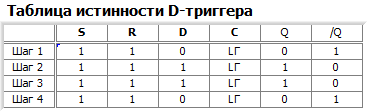 Таблица истинности D-триггера
S R D C Q /Q
Шаг 1 1 1 0 LГ 0 1
Шаг 2 1 1 1 LГ 1 0
Шаг 3 1 1 1 LГ 1 0
Шаг 4 1 1 0 LГ 0 1